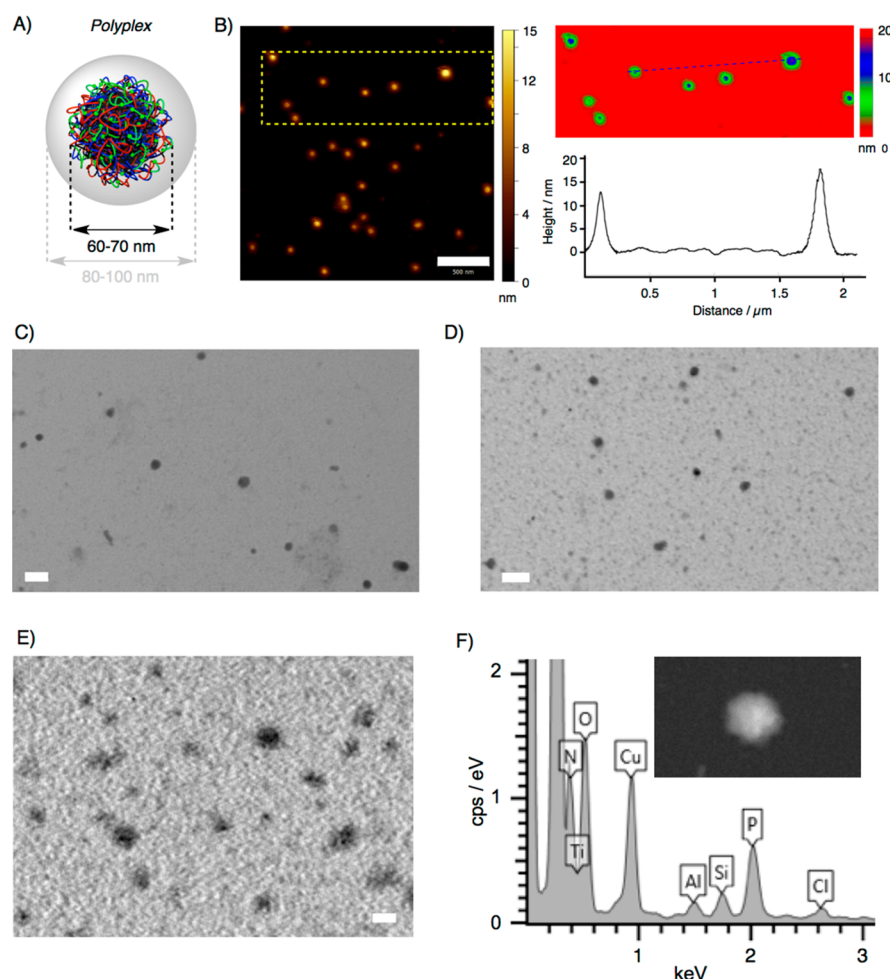 A)
Polyplex
60-70 nm
80-100 nm
B)
15
12
8
4
0
nm
500 nm
20
10
nm 0
20
15
10
5
0
Height / nm
0.5
1
1.5
2
Distance / µm
C)
D)
E)
F)
2
1
0
cps / eV
N
O
Ti
Cu
Al
Si
P
Cl
1
2
3
keV